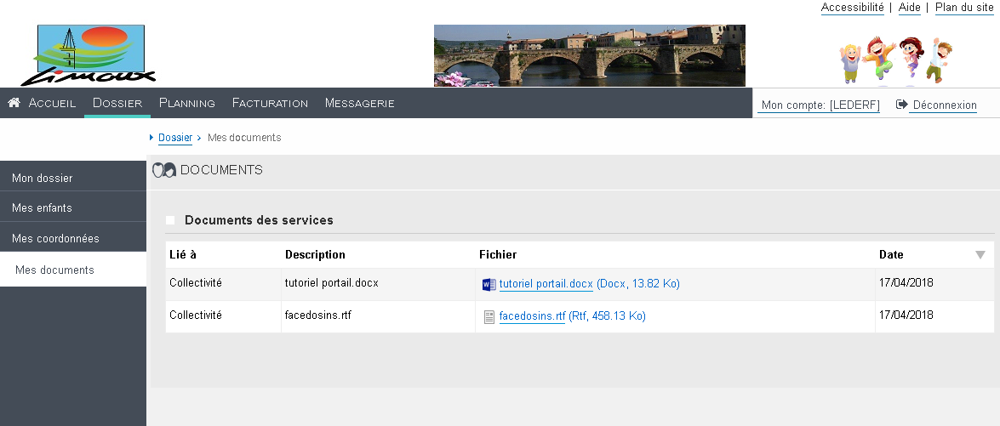 Accessibilité | Aide | Plan du site
Limoux
Accueil Dossier Planning Facturation Messagerie
Mon compte: [LEDERF] Déconnexion
Dossier > Mes documents
Mon dossier
Mes enfants
Mes coordonnées
Mes documents
DOCUMENTS
Documents des services
Lié à Description Fichier Date
Collectivité tutoriel portail.docx tutoriel portail.docx (Docx, 13.82 Ko) 17/04/2018
Collectivité facedosins.rtf facedosins.rtf (Rtf, 458.13 Ko) 17/04/2018